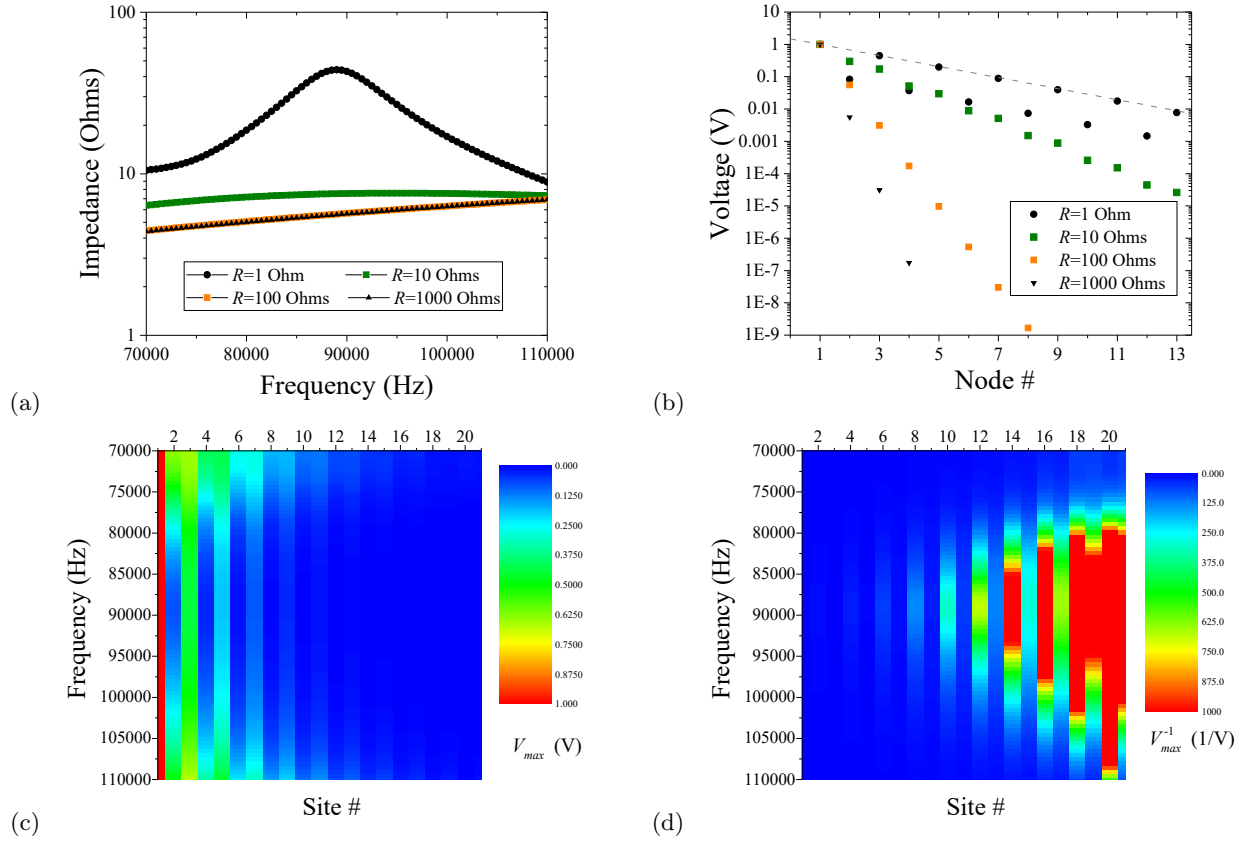 100
10
1
Impedance (Ohms)
R=1 Ohm
R=10 Ohms
R=100 Ohms
R=1000 Ohms
70000 80000 90000 100000 110000
Frequency (Hz)
(a)
10
1
0.1
0.01
0.001
1E-4
1E-5
1E-6
1E-7
1E-8
1E-9
Voltage (V)
R=1 Ohm
R=10 Ohms
R=100 Ohms
R=1000 Ohms
1 3 5 7 9 11 13
Node #
(b)
2 4 6 8 10 12 14 16 18 20
70000
75000
80000
85000
90000
95000
100000
105000
110000
Frequency (Hz)
Site #
0.000
0.1250
0.2500
0.3750
0.5000
0.6250
0.7500
0.8750
1.000
Vmax (V)
(c)
2 4 6 8 10 12 14 16 18 20
70000
75000
80000
85000
90000
95000
100000
105000
110000
Frequency (Hz)
Site #
0.000
125.0
250.0
375.0
500.0
625.0
750.0
875.0
1000
V-1max (1/V)
(d)